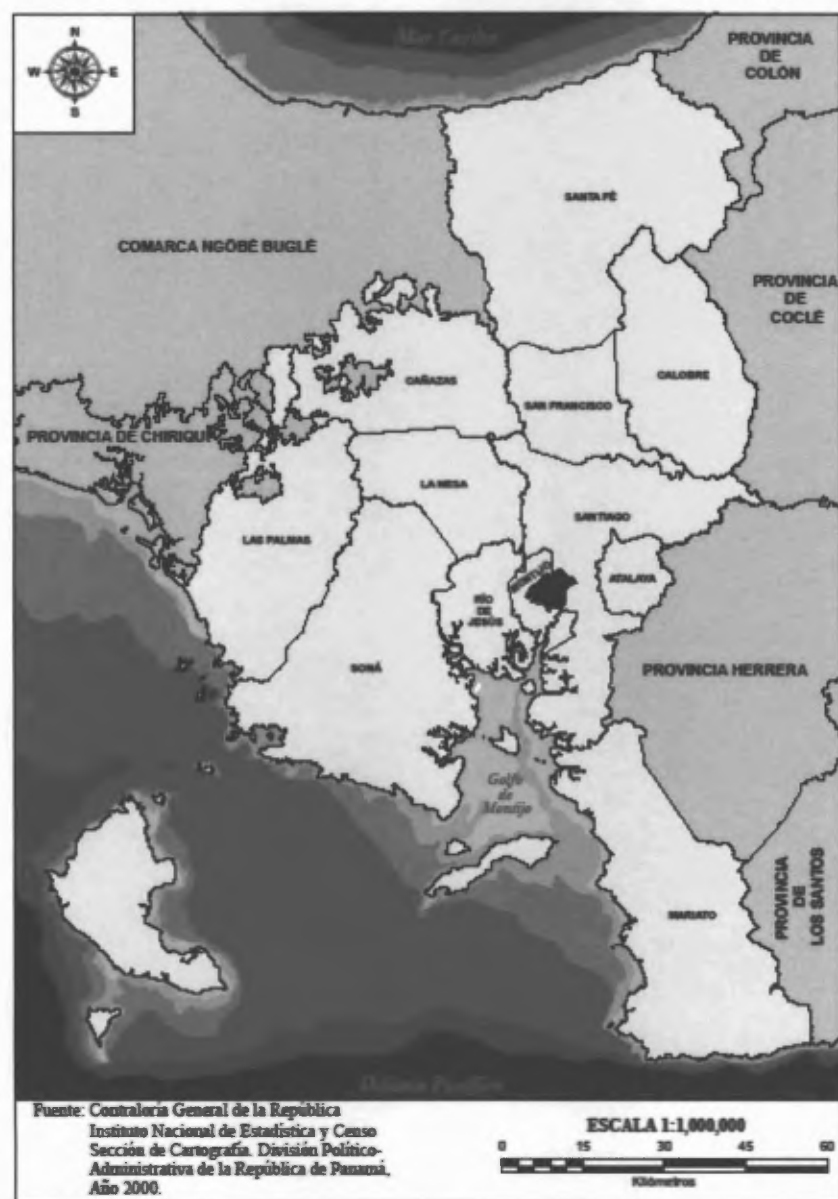 N
W E
S
Mar Caribe
PROVINCIA
DE
COLÓN
SANTA FÉ
COMARCA NGÖBÉ BUGLÉ
PROVINCIA
DE
COCLÉ
CAÑAZAS
CALOBRE
SAN FRANCISCO
PROVINCIA DE CHIRIQUÍ
LA MESA
SANTIAGO
LAS PALMAS
MONTIJO
ATALAYA
RÍO
DE
JESÚS
SONÁ
PROVINCIA HERRERA
Golfo
de
Montijo
MARIATO
PROVINCIA
DE
LOS SANTOS
Océano Pacífico
Fuente: Contraloría General de la República
Instituto Nacional de Estadística y Censo
Sección de Cartografía. División Político-
Administrativa de la República de Panamá,
Año 2000.
ESCALA 1:1,000,000
0 15 30 45 60
Kilómetros